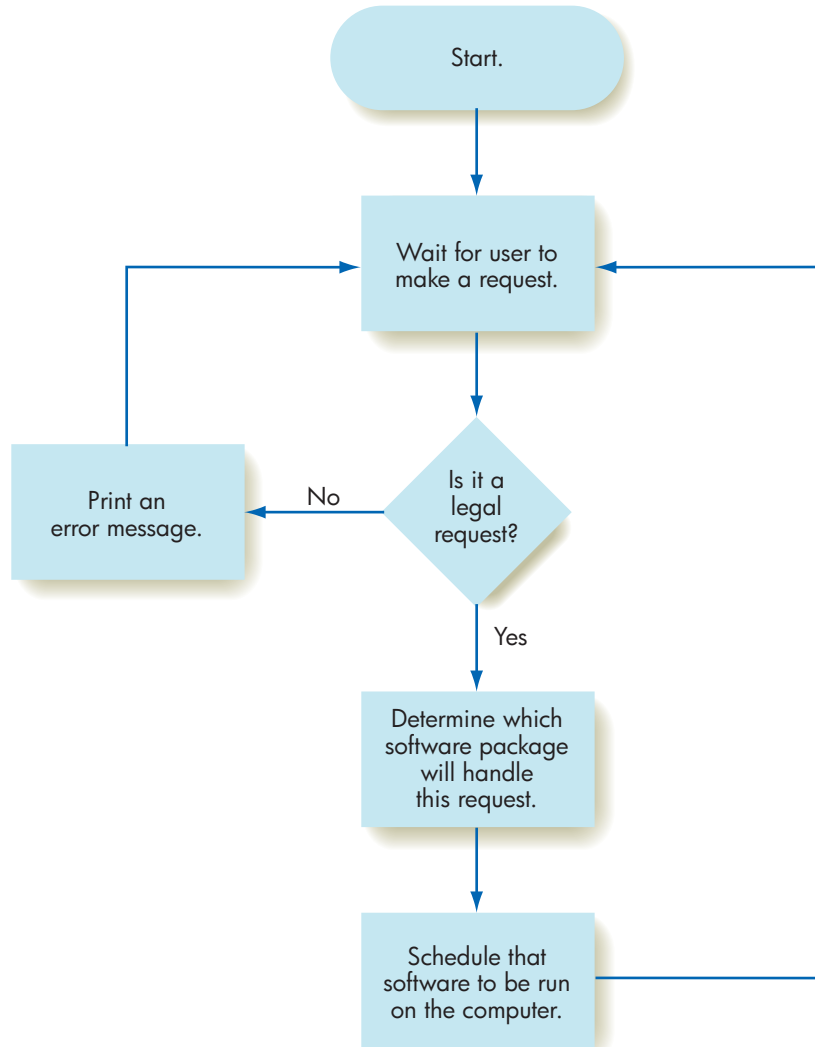 Start.
Wait for user to
make a request.
Is it a
legal
request?
No
Print an
error message.
Yes
Determine which
software package
will handle
this request.
Schedule that
software to be run
on the computer.